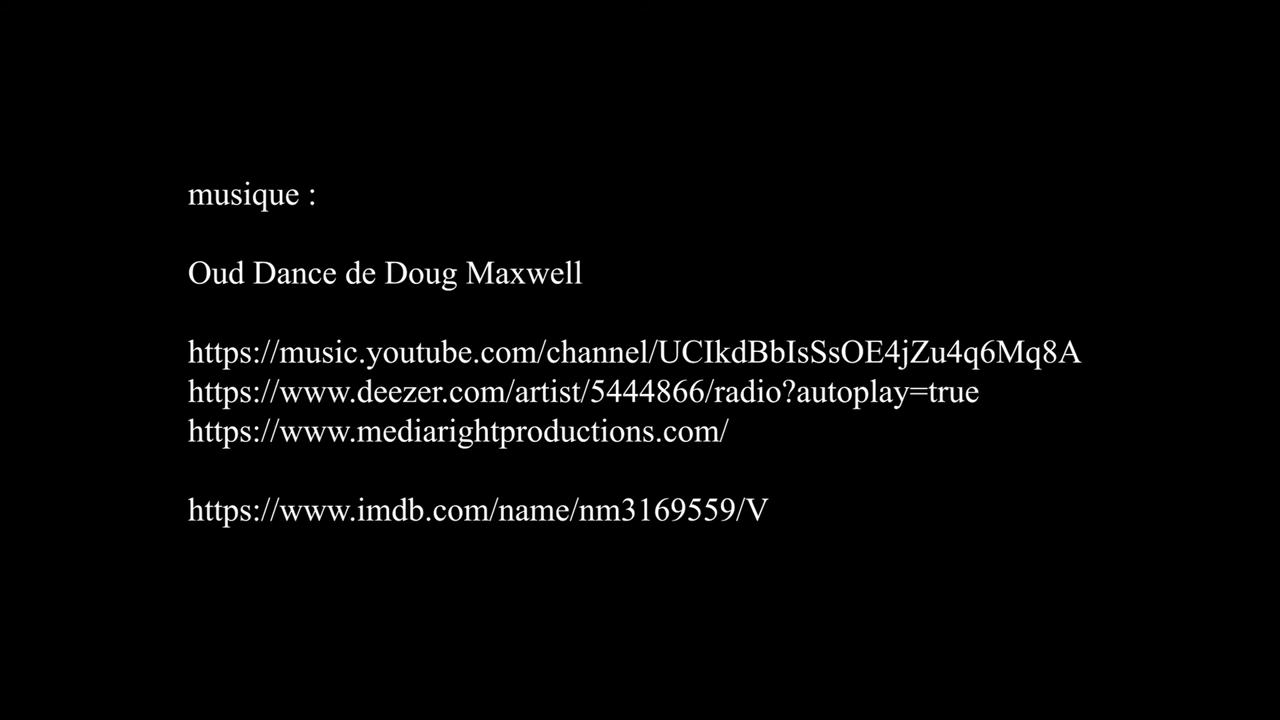 musique :
Oud Dance de Doug Maxwell
https://music.youtube.com/channel/UCIkdBbIsSsOE4jZu4q6Mq8A
https://www.deezer.com/artist/5444866/radio?autoplay=true
https://www.mediarightproductions.com/
https://www.imdb.com/name/nm3169559/V